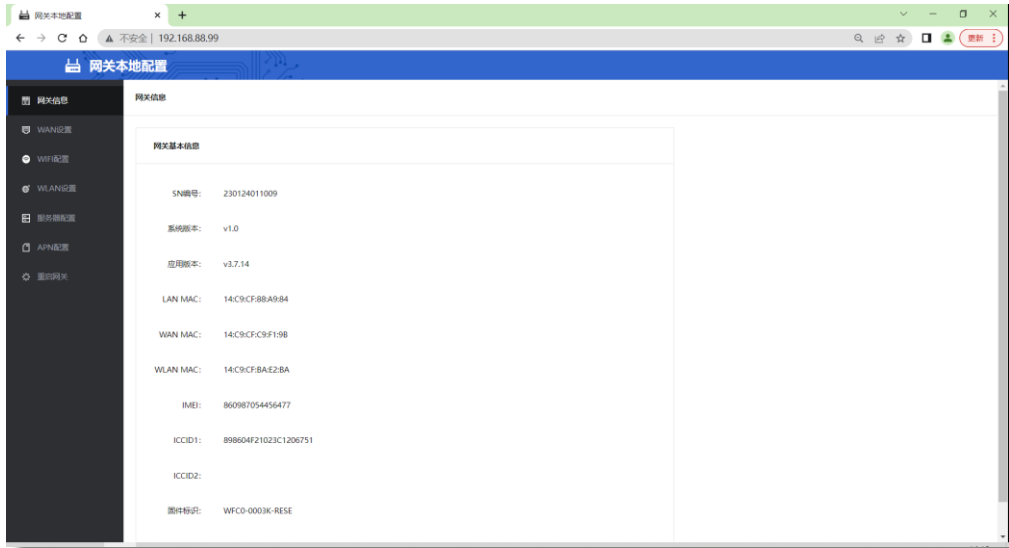 网关本地配置
不安全 | 192.168.88.99
更新
网关本地配置
网关信息
WAN设置
WIFI配置
WLAN设置
服务器配置
APN配置
重启网关
网关信息
网关基本信息
SN编号: 230124011009
系统版本: v1.0
应用版本: v3.7.14
LAN MAC: 14:C9:CF:8B:A9:84
WAN MAC: 14:C9:CF:C9:F1:9B
WLAN MAC: 14:C9:CF:BA:E2:BA
IMEI: 860987054456477
ICCID1: 898604F21023C1206751
ICCID2:
固件标识: WFC0-0003K-RESE